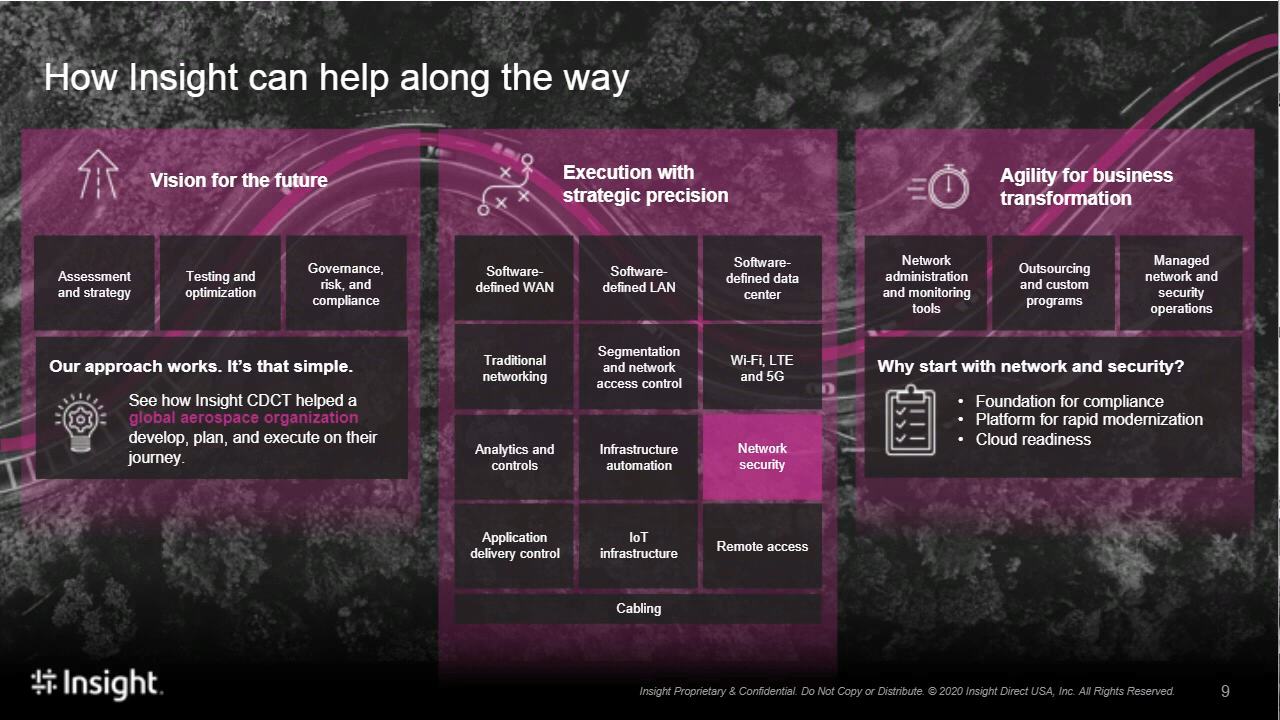 How Insight can help along the way
Vision for the future
Assessment
and strategy
Testing and
optimization
Governance,
risk, and
compliance
Our approach works. It’s that simple.
See how Insight CDCT helped a
global aerospace organization
develop, plan, and execute on their
journey.
Execution with
strategic precision
Software-
defined WAN
Software-
defined LAN
Software-
defined data
center
Traditional
networking
Segmentation
and network
access control
Wi-Fi, LTE
and 5G
Analytics and
controls
Infrastructure
automation
Network
security
Application
delivery control
IoT
infrastructure
Remote access
Cabling
Agility for business
transformation
Network
administration
and monitoring
tools
Outsourcing
and custom
programs
Managed
network and
security
operations
Why start with network and security?
• Foundation for compliance
• Platform for rapid modernization
• Cloud readiness
Insight.
Insight Proprietary & Confidential. Do Not Copy or Distribute. © 2020 Insight Direct USA, Inc. All Rights Reserved.
9